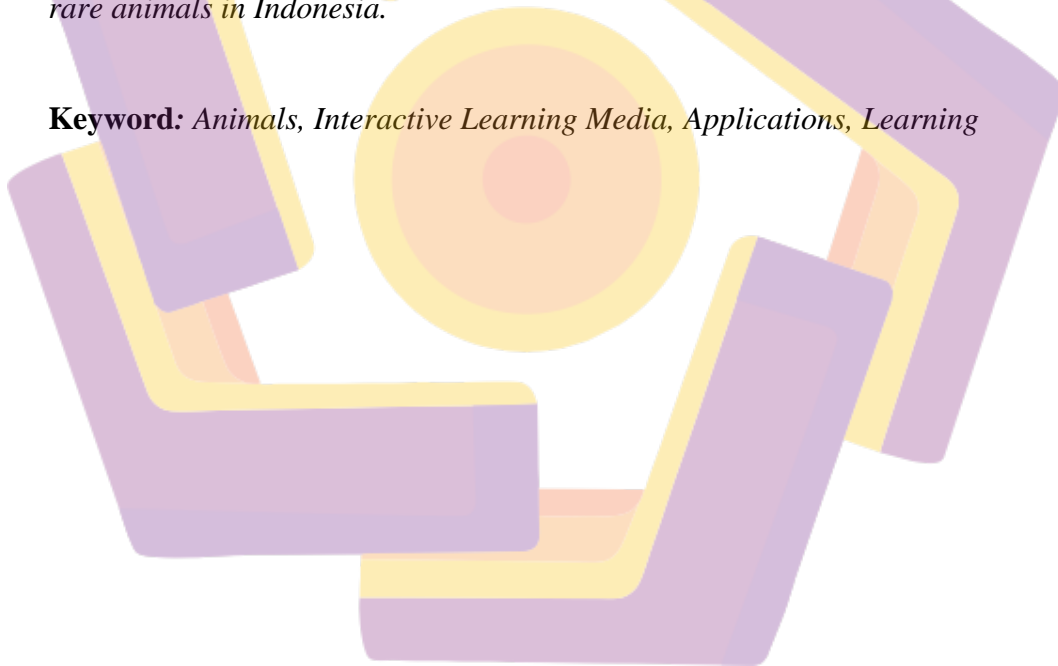 rare animals in Indonesia.
Keyword: Animals, Interactive Learning Media, Applications, Learning